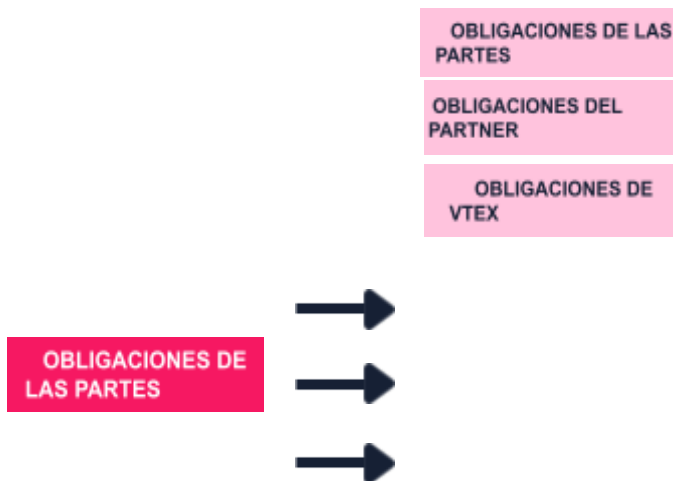 OBLIGACIONES DE LAS
PARTES
OBLIGACIONES DEL
PARTNER
OBLIGACIONES DE
VTEX
OBLIGACIONES DE
LAS PARTES